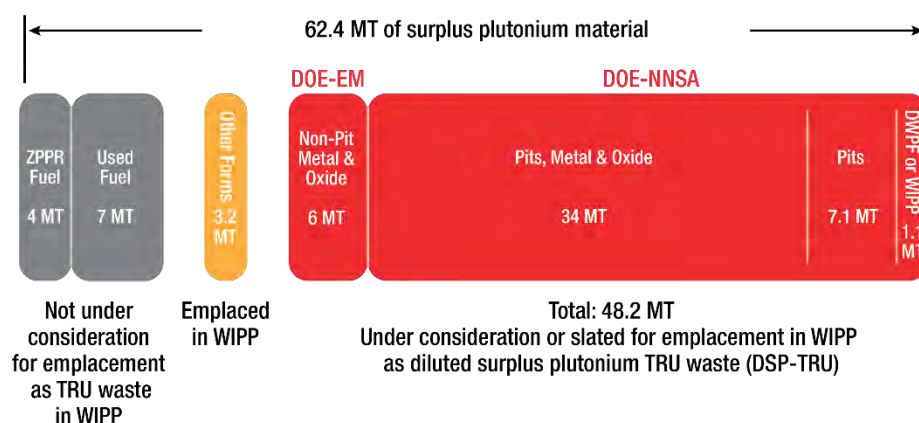 62.4 MT of surplus plutonium material
DOE-EM
DOE-NNSA
ZPPR
Fuel
4 MT
Used
Fuel
7 MT
Other Forms
3.2
MT
Non-Pit
Metal &
Oxide
6 MT
Pits, Metal & Oxide
34 MT
Pits
7.1 MT
DWPF or WIPP
1.1
MT
Not under
consideration
for emplacement
as TRU waste
in WIPP
Emplaced
in WIPP
Total: 48.2 MT
Under consideration or slated for emplacement in WIPP
as diluted surplus plutonium TRU waste (DSP-TRU)